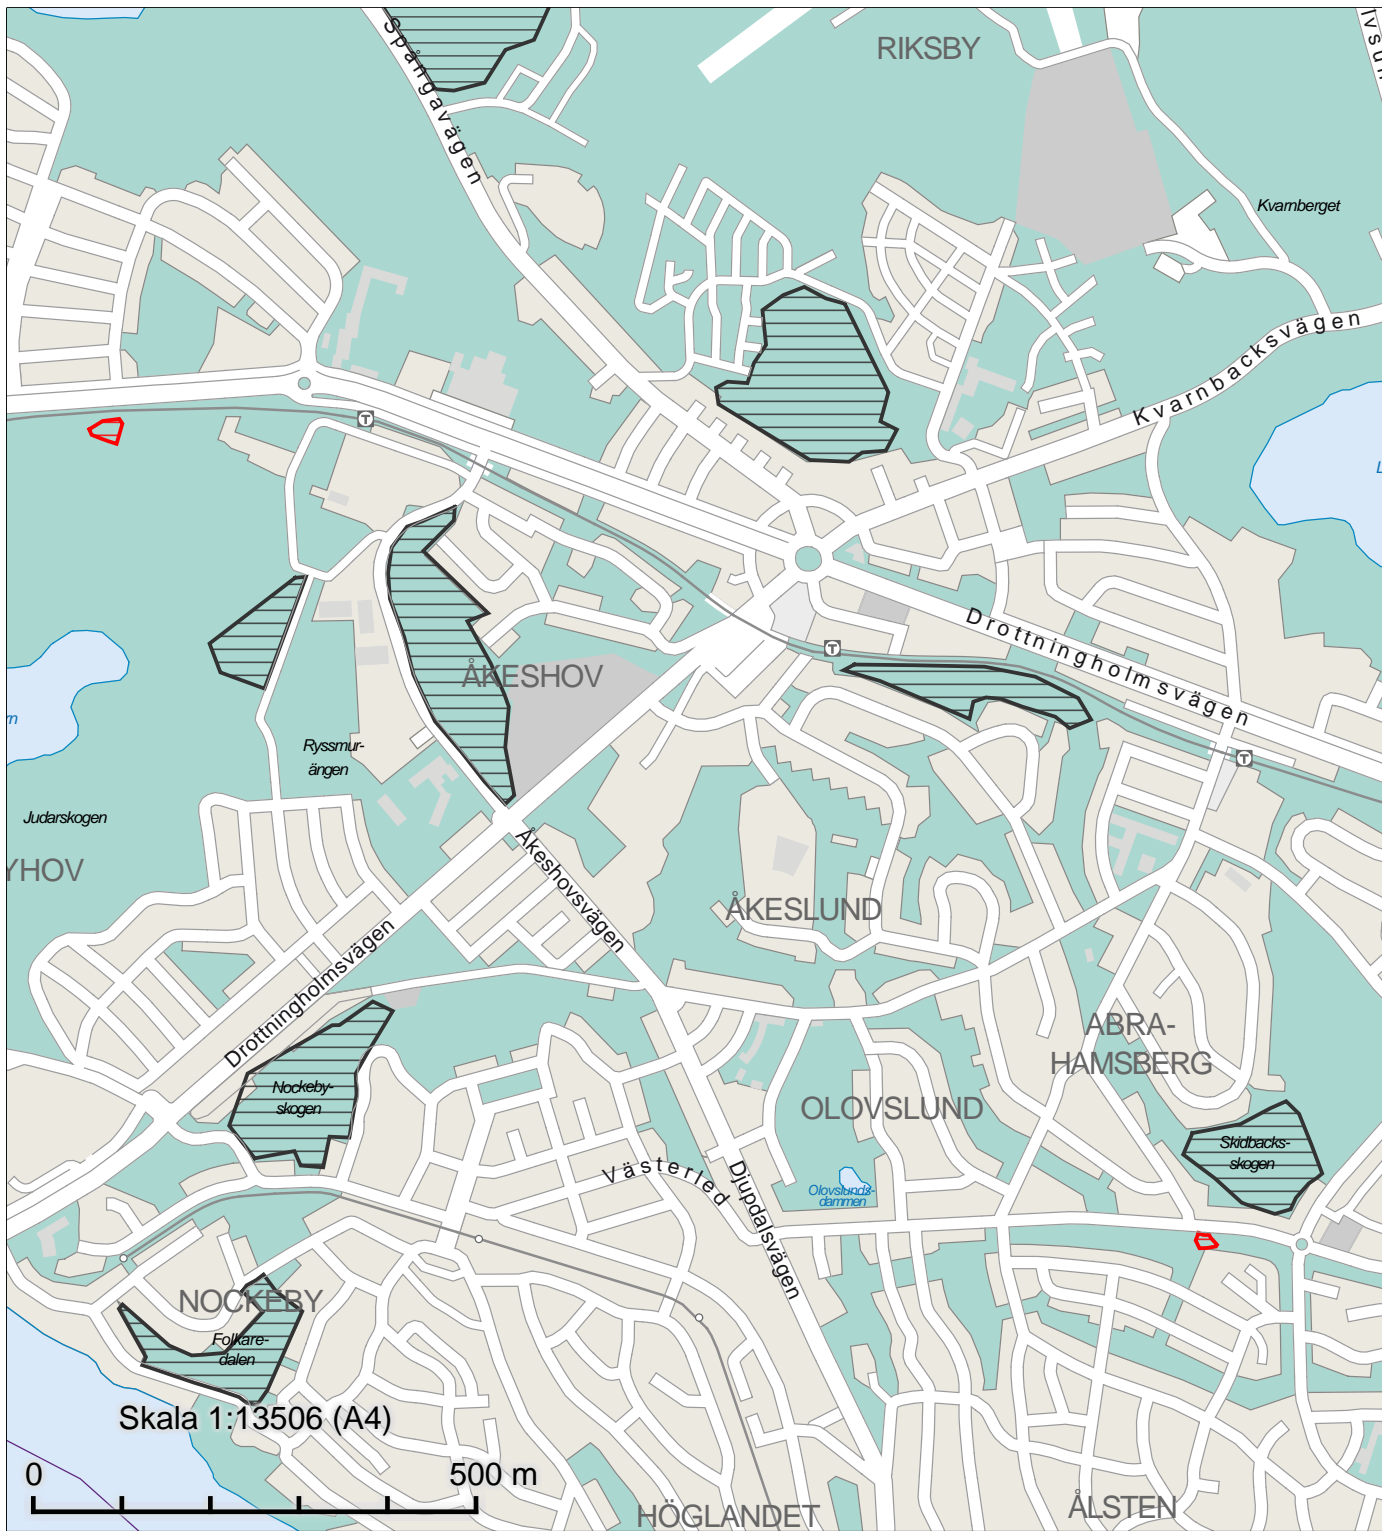 RIKSBY
Spångavägen
Kvarnberget
Kvarnbacksvägen
T
L
Drottningholmsvägen
T
ÅKESHOV
rn
Ryssmur-
ängen
T
Judarskogen
YHOV
Åkeshovsvägen
ÅKESLUND
Drottningholmsvägen
ABRA-
HAMSBERG
Nockeby-
skogen
OLOVSLUND
Skidbacks-
skogen
Västerled
Djupdalsvägen
Olovslunds-
dammen
NOCKEBY
Folkare-
dalen
Skala 1:13506 (A4)
0
500 m
HÖGLANDET
ÅLSTEN